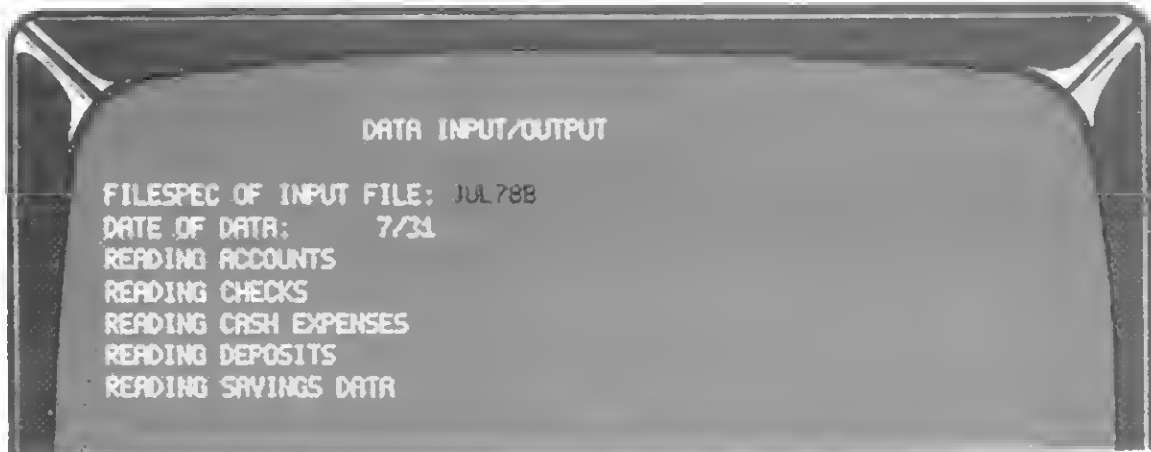 DATA INPUT/OUTPUT
FILESPEC OF INPUT FILE: JUL78B
DATE OF DATA: 7/31
READING ACCOUNTS
READING CHECKS
READING CASH EXPENSES
READING DEPOSITS
READING SAVINGS DATA